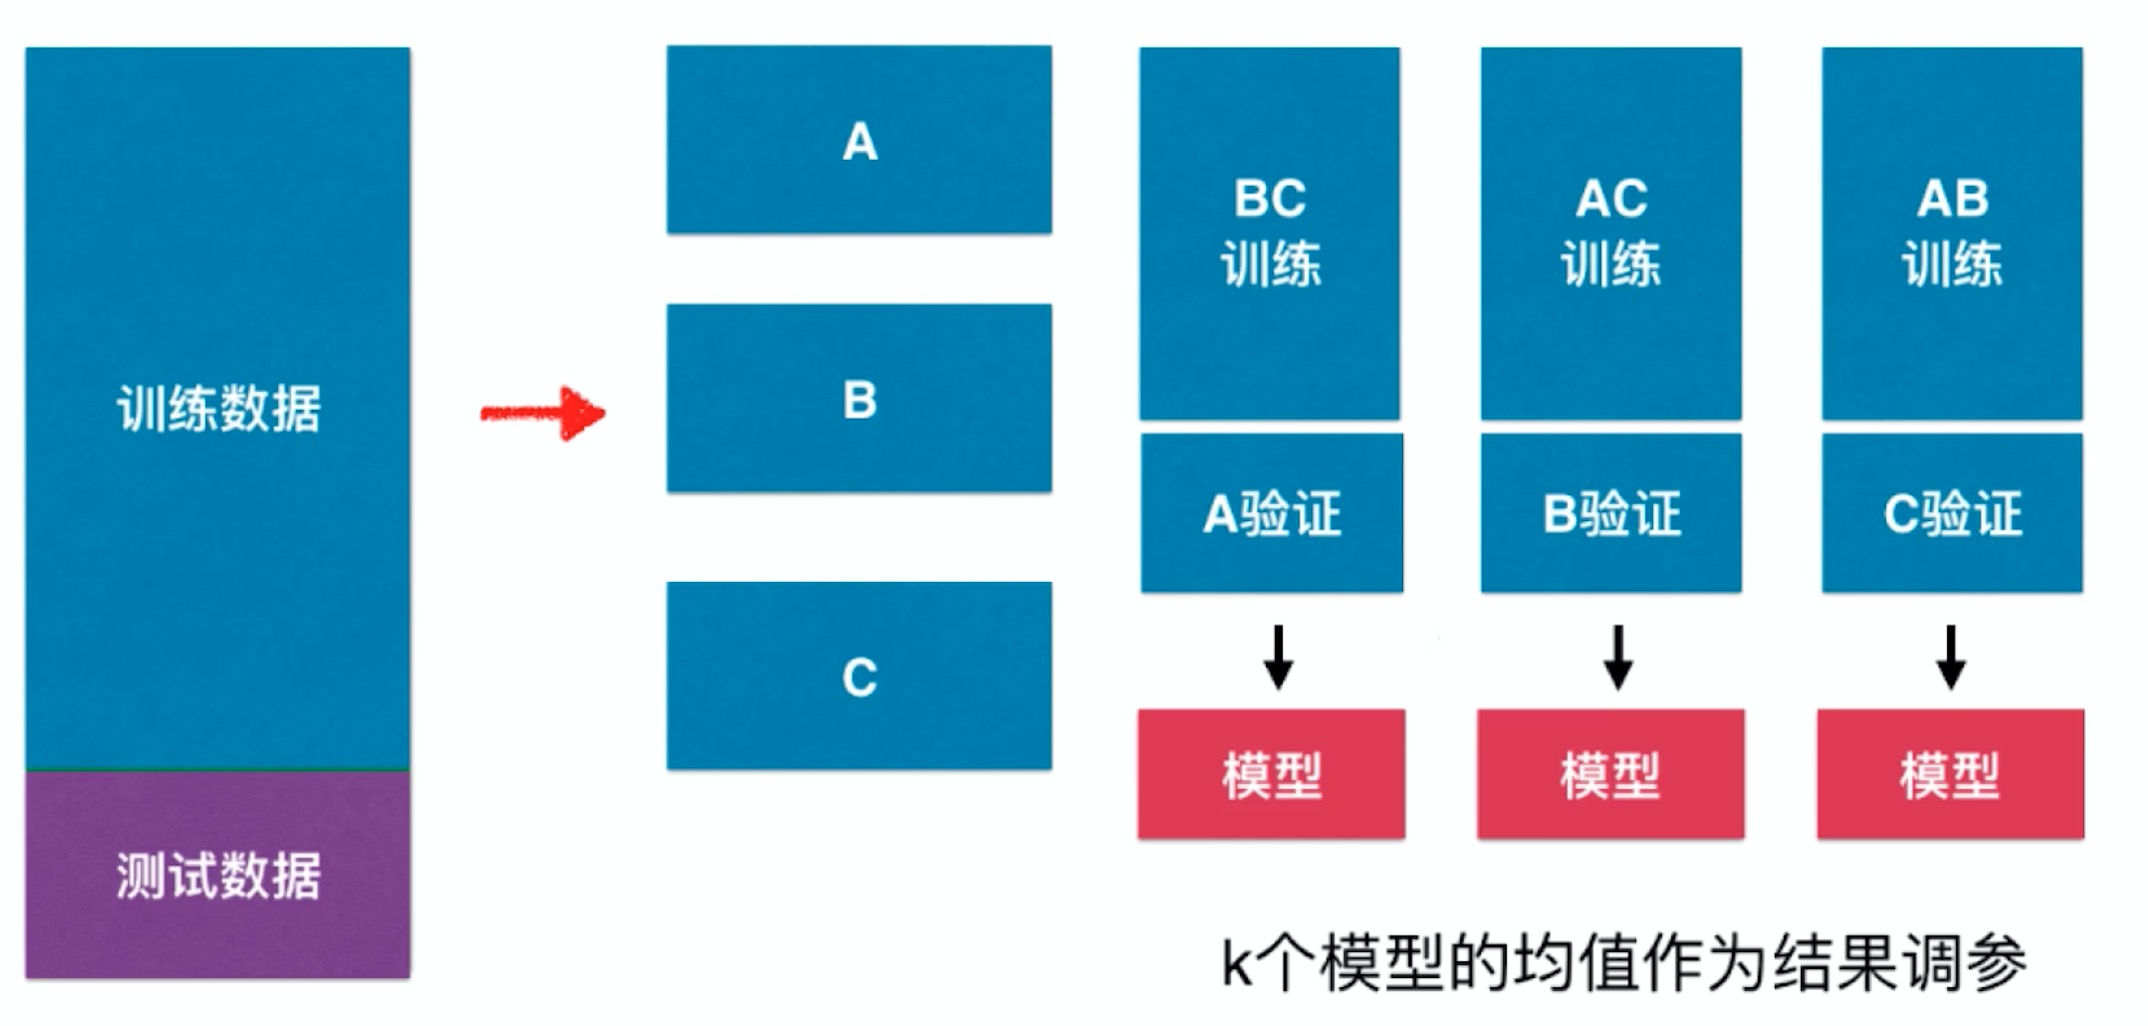 训练数据
测试数据
A
B
C
BC
训练
A验证
模型
AC
训练
B验证
模型
AB
训练
C验证
模型
k个模型的均值作为结果调参